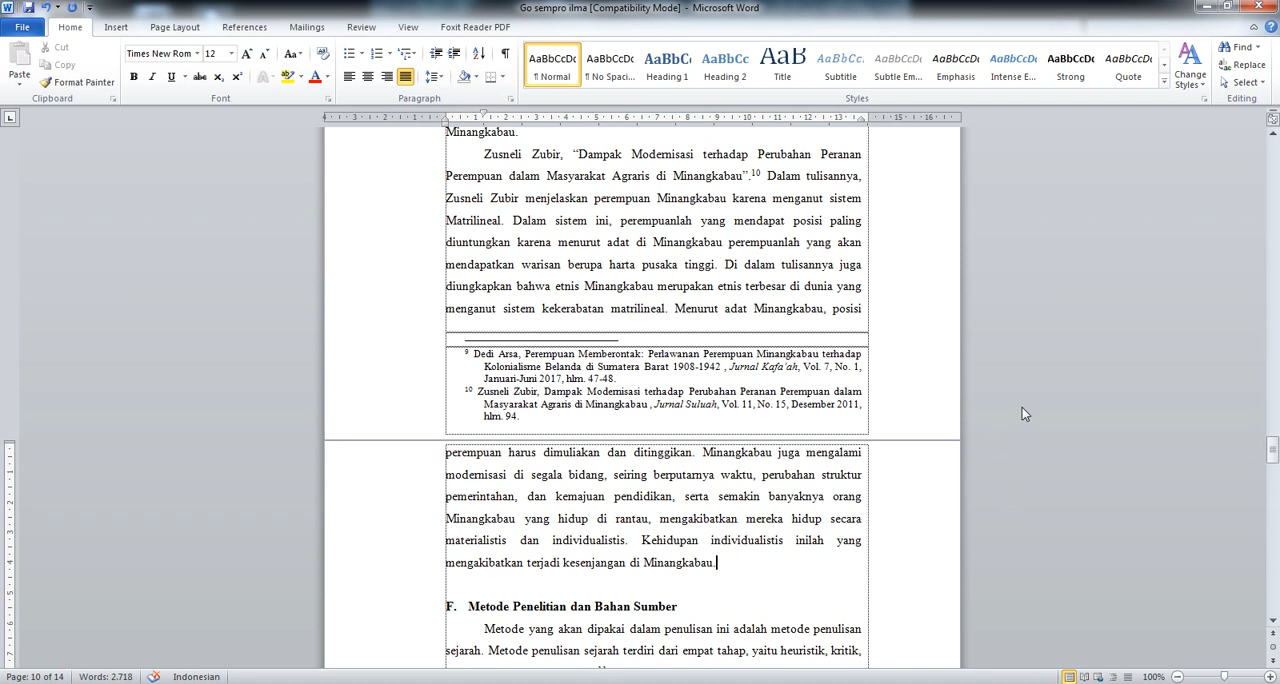 Go sempro ilma [Compatibility Mode] - Microsoft Word
File Home Insert Page Layout References Mailings Review View Foxit Reader PDF
Paste
Cut
Copy
Format Painter
Clipboard
Times New Rom 12
Font
Paragraph
AaBbCcDc AaBbCcDc AaBbC AaBbCc AaB AaBbCc. AaBbCcDc AaBbCcDc AaBbCcDc AaBbCcDc AaBbCcDc
¶ Normal ¶ No Spaci... Heading 1 Heading 2 Title Subtitle Subtle Em... Emphasis Intense E... Strong Quote
Styles
Change Styles
Find
Replace
Select
Editing
Minangkabau.
Zusneli Zubir, “Dampak Modernisasi terhadap Perubahan Peranan
Perempuan dalam Masyarakat Agraris di Minangkabau”.10 Dalam tulisannya,
Zusneli Zubir menjelaskan perempuan Minangkabau karena menganut sistem
Matrilineal. Dalam sistem ini, perempuanlah yang mendapat posisi paling
diuntungkan karena menurut adat di Minangkabau perempuanlah yang akan
mendapatkan warisan berupa harta pusaka tinggi. Di dalam tulisannya juga
diungkapkan bahwa etnis Minangkabau merupakan etnis terbesar di dunia yang
menganut sistem kekerabatan matrilineal. Menurut adat Minangkabau, posisi
9 Dedi Arsa, Perempuan Memberontak: Perlawanan Perempuan Minangkabau terhadap
Kolonialisme Belanda di Sumatera Barat 1908-1942 , Jurnal Kafa’ah, Vol. 7, No. 1,
Januari-Juni 2017, hlm. 47-48.
10 Zusneli Zubir, Dampak Modernisasi terhadap Perubahan Peranan Perempuan dalam
Masyarakat Agraris di Minangkabau , Jurnal Suluah, Vol. 11, No. 15, Desember 2011,
hlm. 94.
perempuan harus dimuliakan dan ditinggikan. Minangkabau juga mengalami
modernisasi di segala bidang, seiring berputarnya waktu, perubahan struktur
pemerintahan, dan kemajuan pendidikan, serta semakin banyaknya orang
Minangkabau yang hidup di rantau, mengakibatkan mereka hidup secara
materialistis dan individualistis. Kehidupan individualistis inilah yang
mengakibatkan terjadi kesenjangan di Minangkabau.
F. Metode Penelitian dan Bahan Sumber
Metode yang akan dipakai dalam penulisan ini adalah metode penulisan
sejarah. Metode penulisan sejarah terdiri dari empat tahap, yaitu heuristik, kritik,
Page: 10 of 14 Words: 2.718 Indonesian 100%